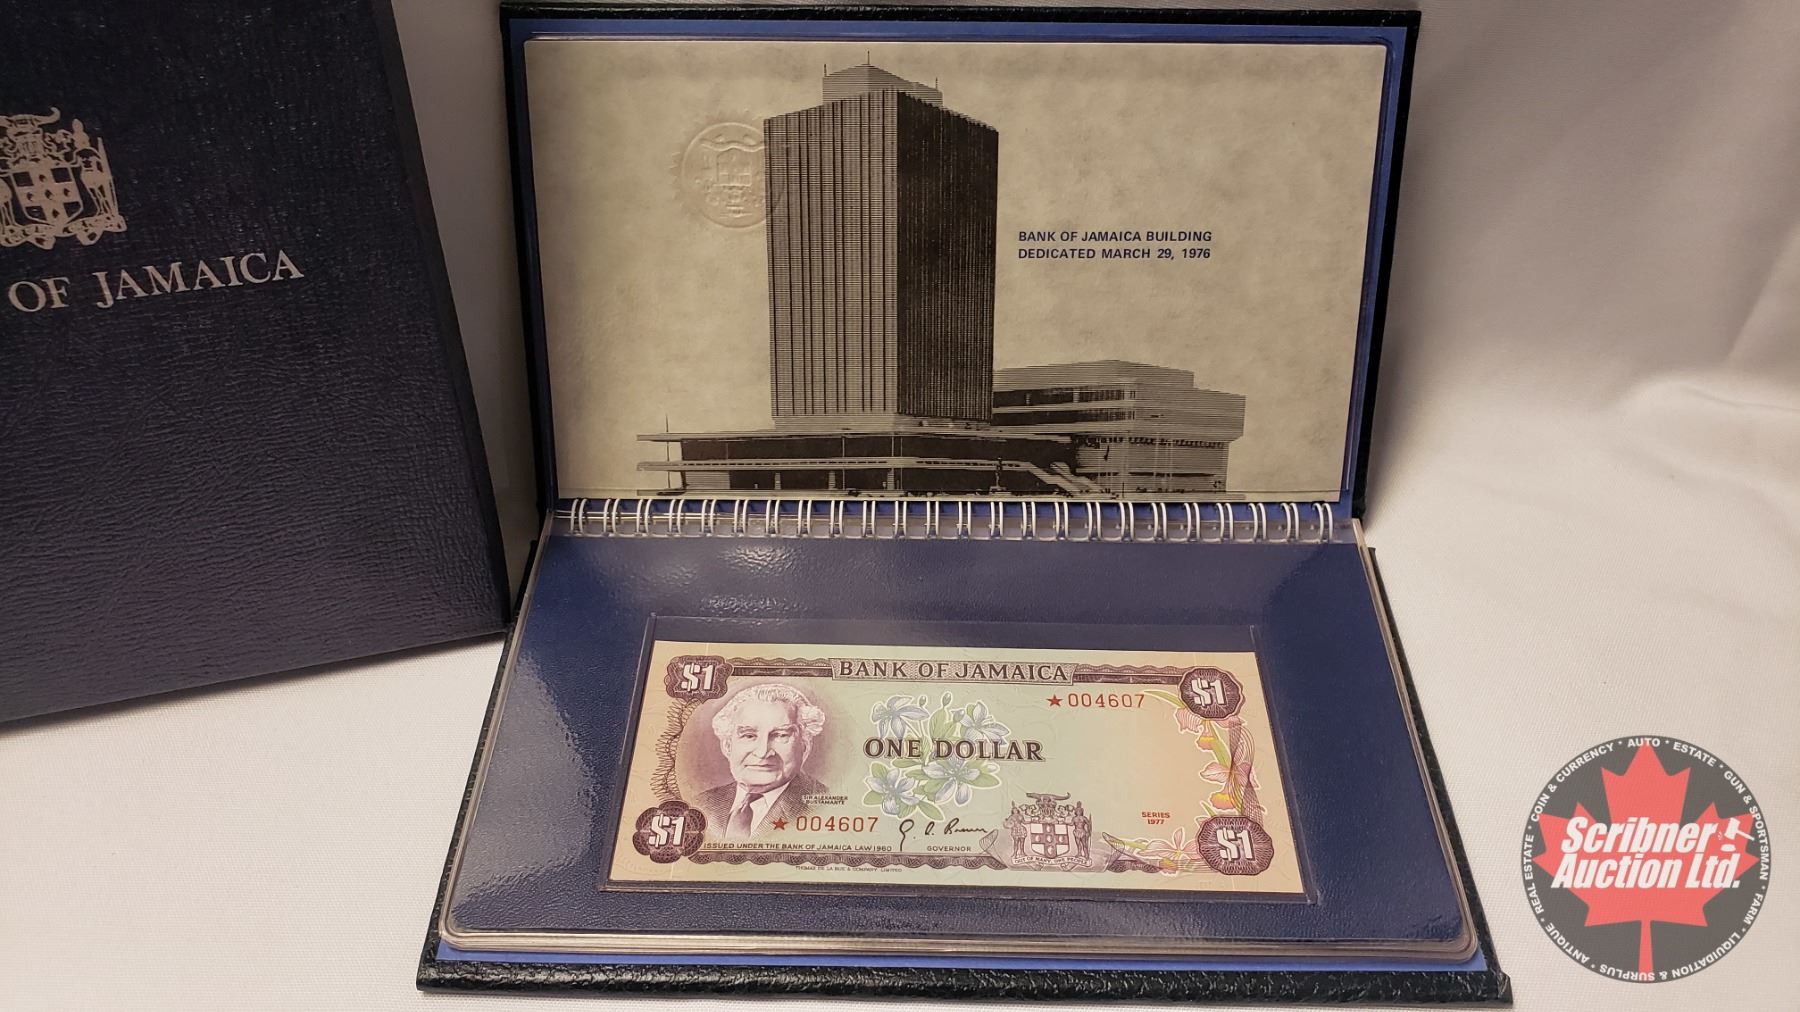 OF JAMAICA
BANK OF JAMAICA BUILDING
DEDICATED MARCH 29, 1976
$1
BANK OF JAMAICA
$1
★004607
ONE DOLLAR
SIR ALEXANDER
BUSTAMANTE
★004607
SERIES
1977
$1
ISSUED UNDER THE BANK OF JAMAICA LAW 1960
GOVERNOR
OUT OF MANY, ONE PEOPLE
$1
THOMAS DE LA RUE & COMPANY, LIMITED
ANTIQUE • REAL ESTATE • COIN & CURRENCY • AUTO • ESTATE • GUN & SPORTSMAN • FARM • LIQUIDATION & SURPLUS •
Scribner
Auction Ltd.